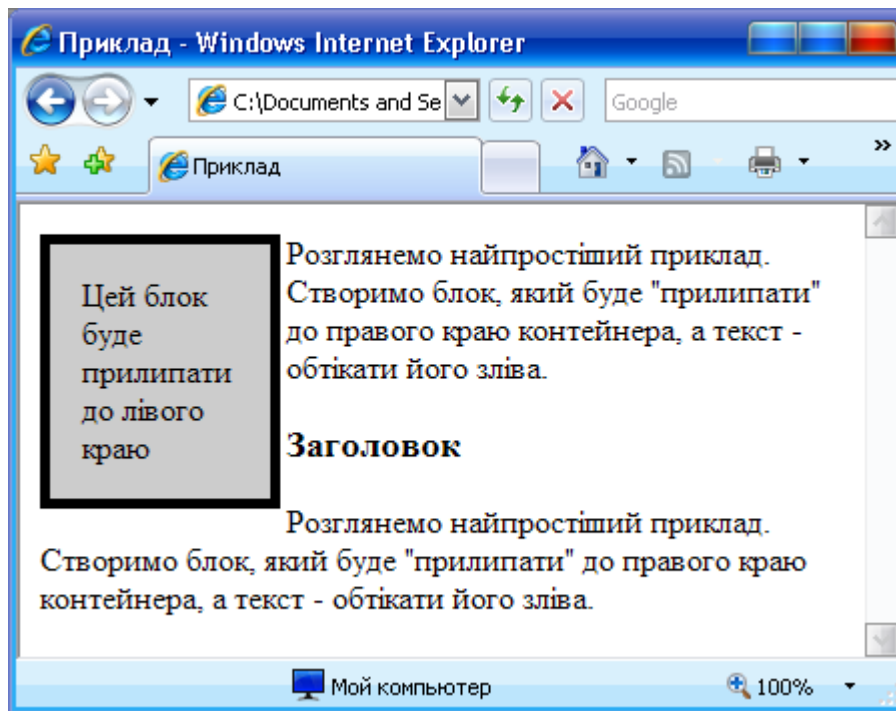 Приклад - Windows Internet Explorer
C:\Documents and Se
Google
Приклад
»
Цей блок
буде
прилипати
до лівого
краю
Розглянемо найпростіший приклад.
Створимо блок, який буде "прилипати"
до правого краю контейнера, а текст -
обтікати його зліва.
Заголовок
Розглянемо найпростіший приклад.
Створимо блок, який буде "прилипати" до правого краю
контейнера, а текст - обтікати його зліва.
Мой компьютер
100%